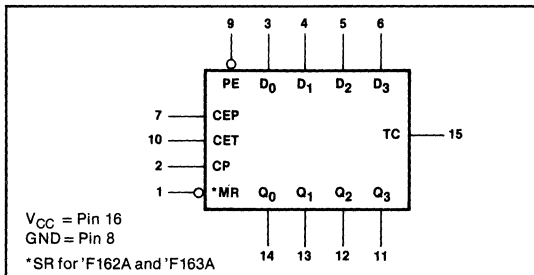 9 3 4 5 6
PE D0 D1 D2 D3
7 CEP
10 CET TC 15
2 CP
1 *MR Q0 Q1 Q2 Q3
14 13 12 11
VCC = Pin 16
GND = Pin 8
*SR for 'F162A and 'F163A